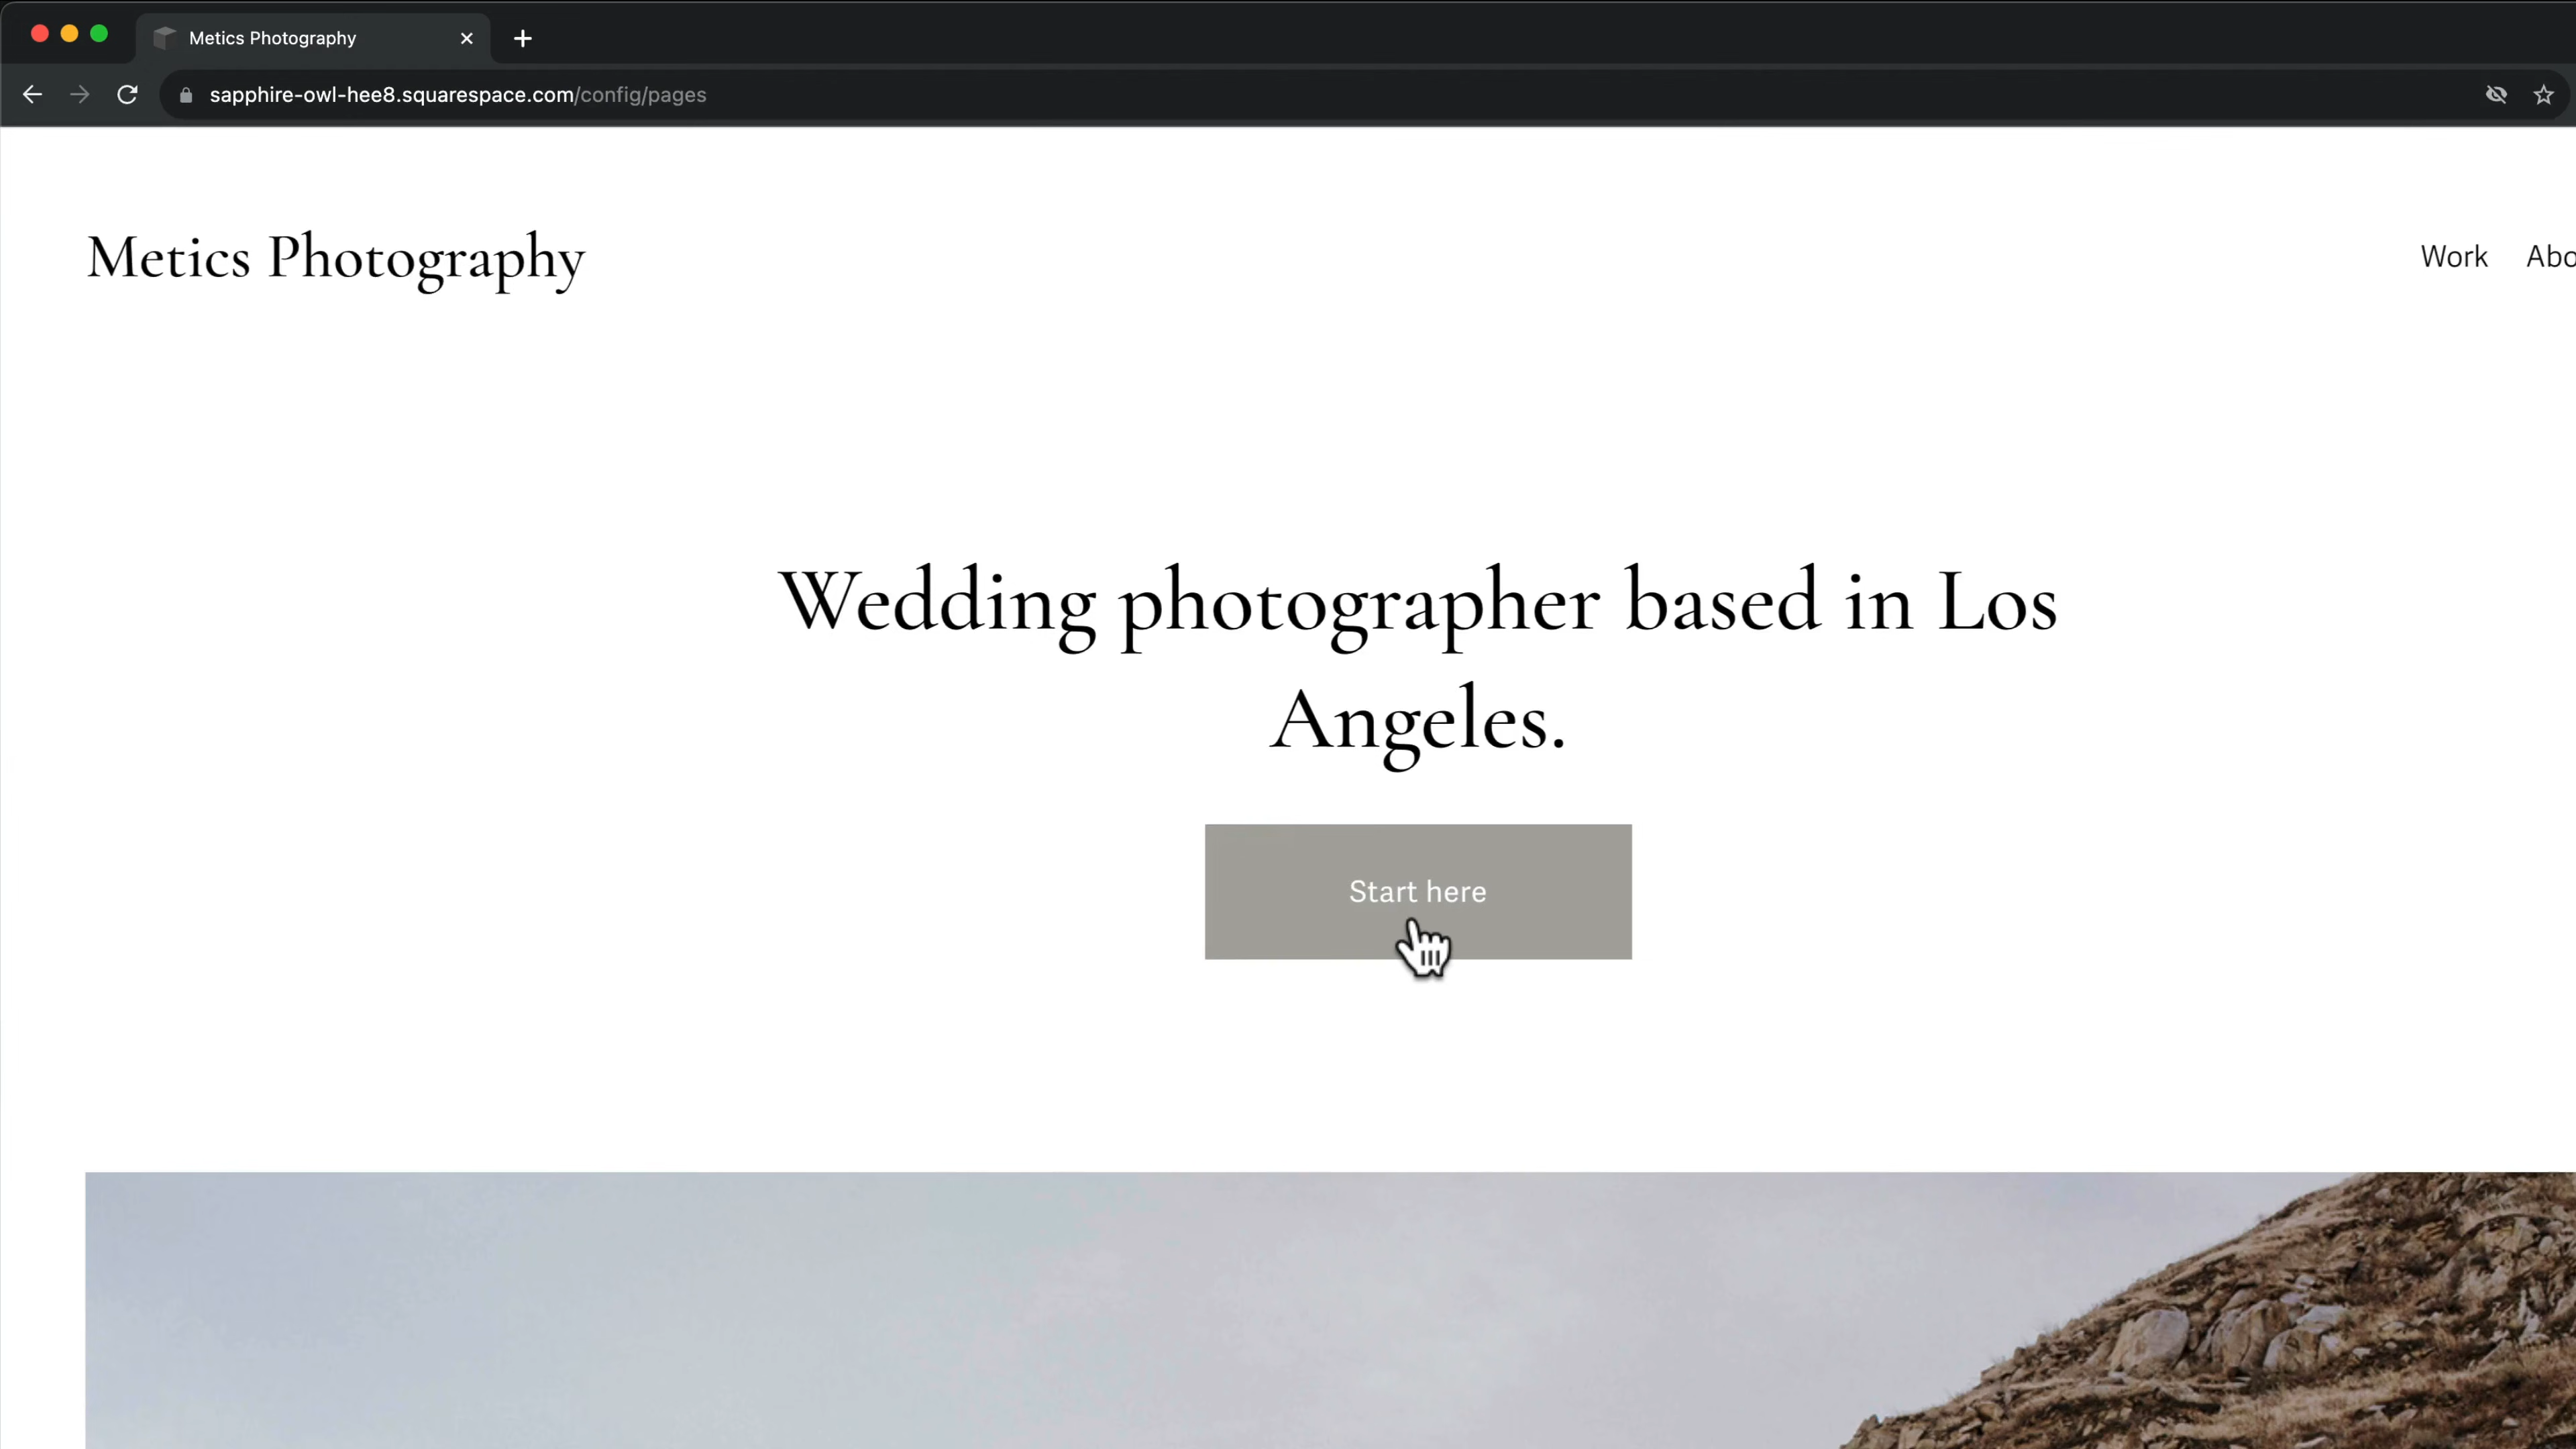 Metics Photography
sapphire-owl-hee8.squarespace.com/config/pages
Metics Photography
Work
Wedding photographer based in Los
Angeles.
Start here